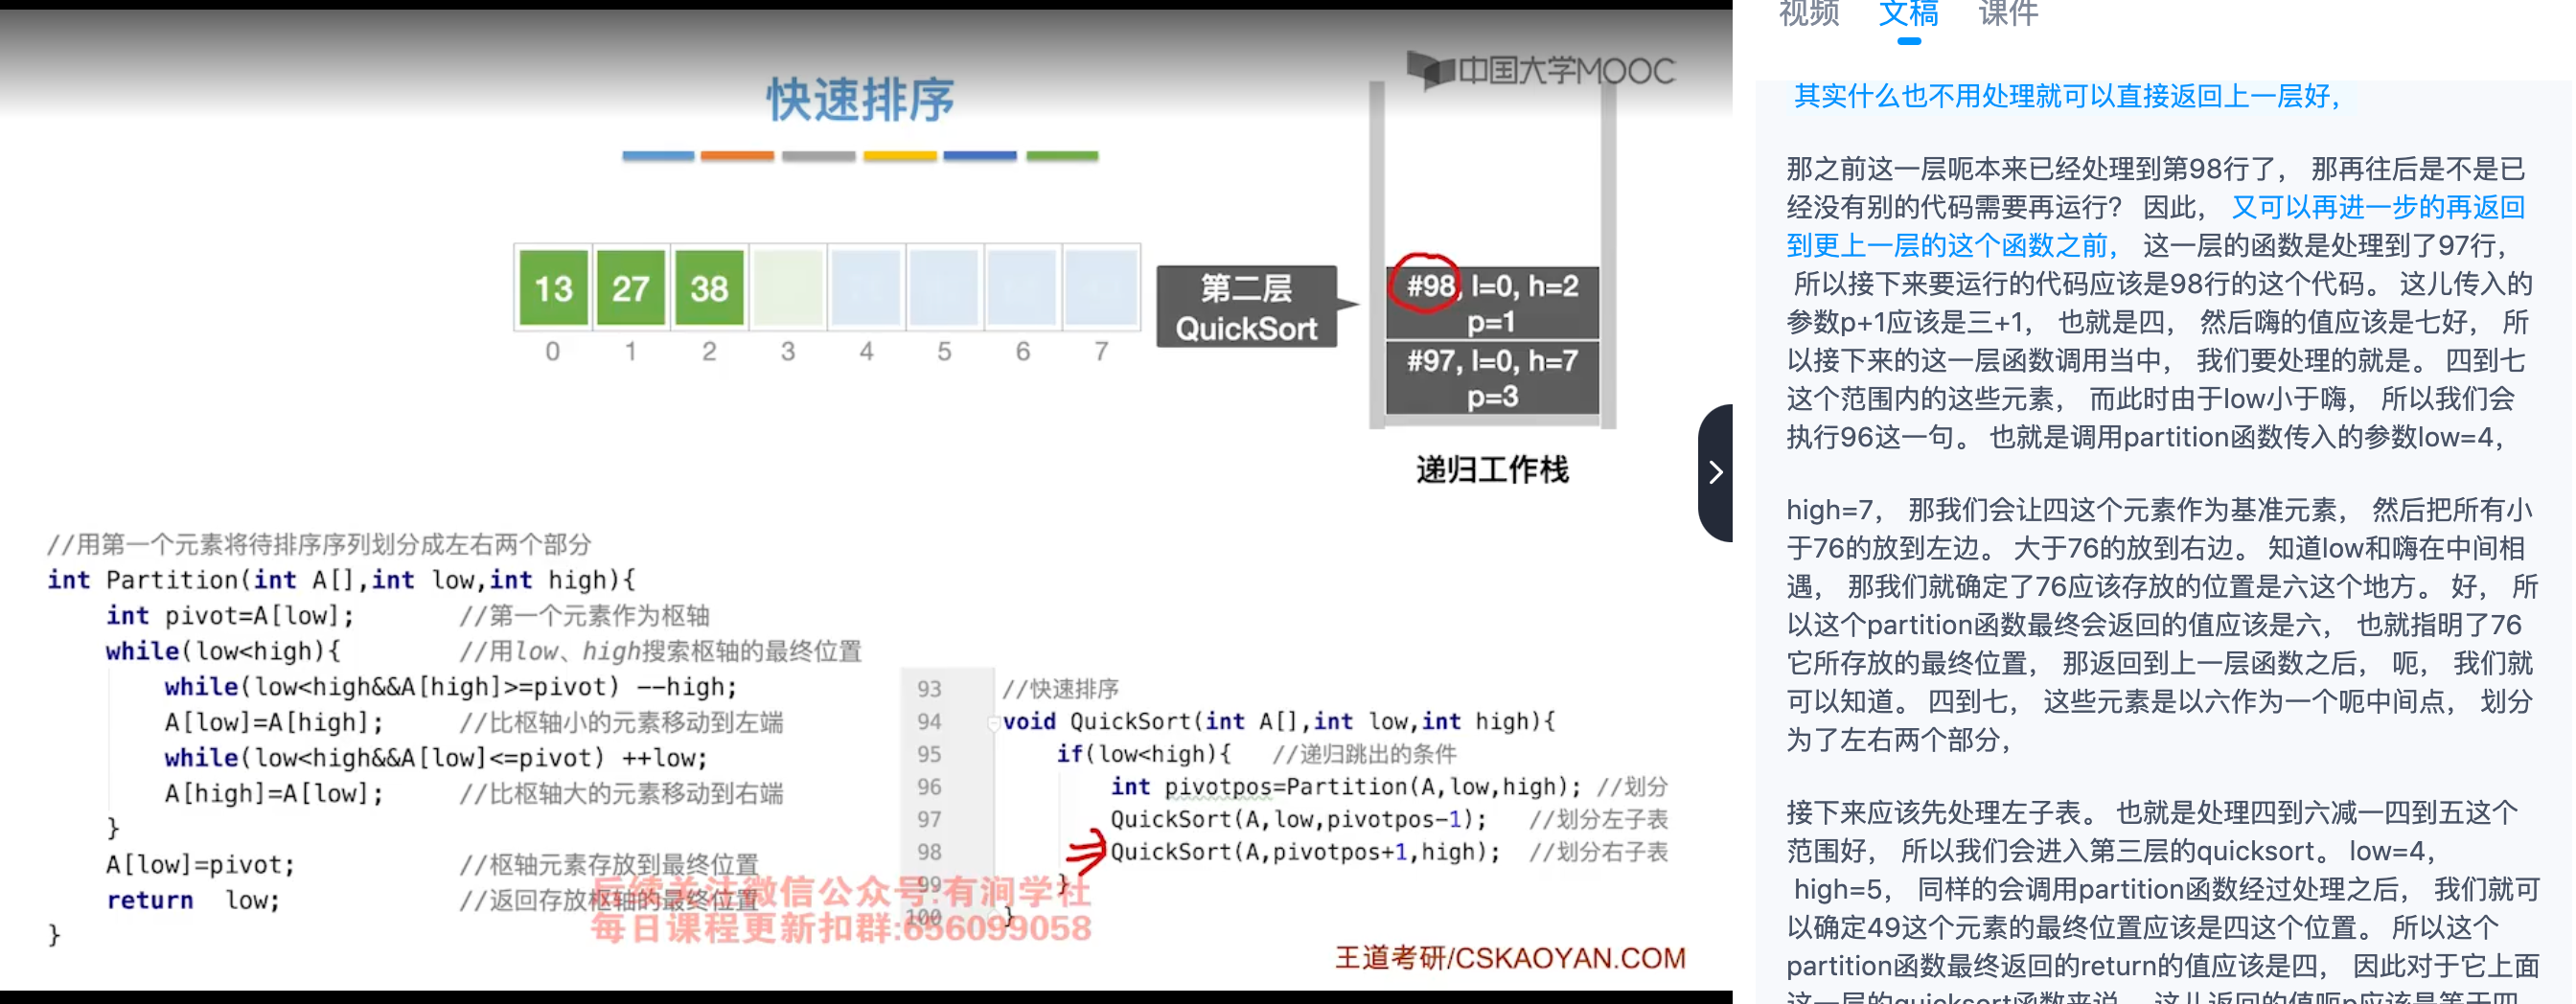 中国大学MOOC
快速排序
13 27 38
0 1 2 3 4 5 6 7
第二层
QuickSort
#98, l=0, h=2
p=1
#97, l=0, h=7
p=3
递归工作栈
//用第一个元素将待排序序列划分成左右两个部分
int Partition(int A[],int low,int high){
int pivot=A[low]; //第一个元素作为枢轴
while(low<high){ //用low、high搜索枢轴的最终位置
while(low<high&&A[high]>=pivot) --high;
A[low]=A[high]; //比枢轴小的元素移动到左端
while(low<high&&A[low]<=pivot) ++low;
A[high]=A[low]; //比枢轴大的元素移动到右端
}
A[low]=pivot; //枢轴元素存放到最终位置
return low; //返回存放枢轴的最终位置
}
93 //快速排序
94 void QuickSort(int A[],int low,int high){
95 if(low<high){ //递归跳出的条件
96 int pivotpos=Partition(A,low,high); //划分
97 QuickSort(A,low,pivotpos-1); //划分左子表
98 QuickSort(A,pivotpos+1,high); //划分右子表
99 }
100 }
后续关注微信公众号:有涧学社
每日课程更新扣群:656099058
王道考研/CSKAOYAN.COM
视频 文稿 课件
其实什么也不用处理就可以直接返回上一层好,
那之前这一层呃本来已经处理到第98行了, 那再往后是不是已
经没有别的代码需要再运行? 因此, 又可以再进一步的再返回
到更上一层的这个函数之前, 这一层的函数是处理到了97行,
所以接下来要运行的代码应该是98行的这个代码。 这儿传入的
参数p+1应该是三+1, 也就是四, 然后嗨的值应该是七好, 所
以接下来的这一层函数调用当中, 我们要处理的就是。 四到七
这个范围内的这些元素, 而此时由于low小于嗨, 所以我们会
执行96这一句。 也就是调用partition函数传入的参数low=4,
high=7, 那我们会让四这个元素作为基准元素, 然后把所有小
于76的放到左边。 大于76的放到右边。 知道low和嗨在中间相
遇, 那我们就确定了76应该存放的位置是六这个地方。 好, 所
以这个partition函数最终会返回的值应该是六, 也就指明了76
它所存放的最终位置, 那返回到上一层函数之后, 呃, 我们就
可以知道。 四到七, 这些元素是以六作为一个呃中间点, 划分
为了左右两个部分,
接下来应该先处理左子表。 也就是处理四到六减一四到五这个
范围好, 所以我们会进入第三层的quicksort。 low=4,
high=5, 同样的会调用partition函数经过处理之后, 我们就可
以确定49这个元素的最终位置应该是四这个位置。 所以这个
partition函数最终返回的return的值应该是四, 因此对于它上面
这一层的quicksort函数来说, 这儿返回的值呃p应该是等于四